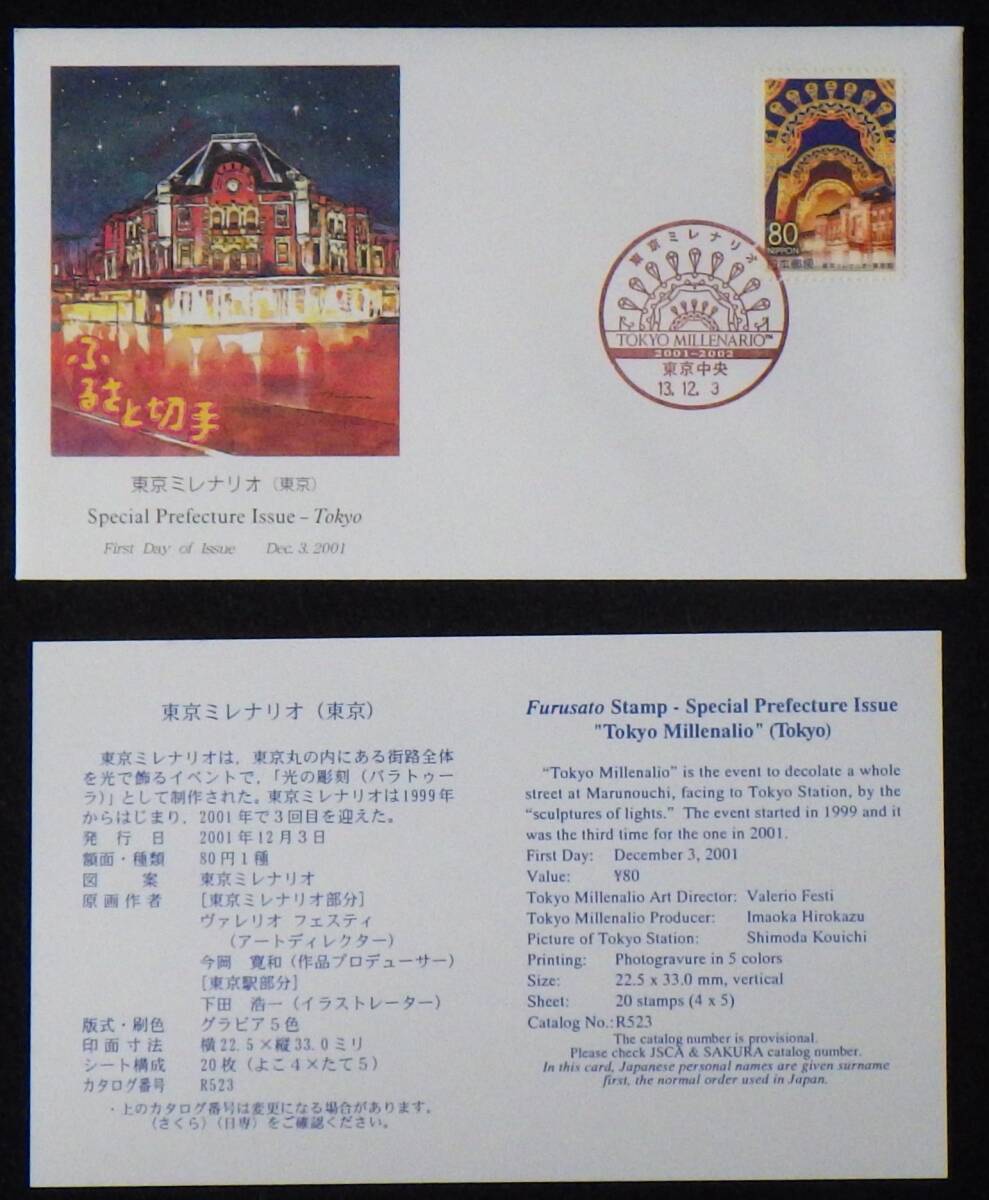 ふるさと切手
東京ミレナリオ（東京）
Special Prefecture Issue – Tokyo
First Day of Issue Dec. 3. 2001
東京ミレナリオ
TOKYO MILLENARIO™
2001-2002
東京中央
13.12.3
80
NIPPON
日本郵便
東京ミレナリオ（東京）
東京ミレナリオは，東京丸の内にある街路全体
を光で飾るイベントで，「光の彫刻（パラトゥー
ラ）」として制作された。東京ミレナリオは1999年
からはじまり，2001年で３回目を迎えた。
発行日 2001年12月３日
額面・種類 80円１種
図案 東京ミレナリオ
原画作者 ［東京ミレナリオ部分］
ヴァレリオ フェスティ
（アートディレクター）
今岡 寛和（作品プロデューサー）
［東京駅部分］
下田 浩一（イラストレーター）
版式・刷色 グラビア５色
印面寸法 横22.5×縦33.0ミリ
シート構成 20枚（よこ４×たて５）
カタログ番号 R523
・上のカタログ番号は変更になる場合があります。
（さくら）（日専）をご確認ください。
Furusato Stamp - Special Prefecture Issue
"Tokyo Millenalio" (Tokyo)
“Tokyo Millenalio” is the event to decolate a whole
street at Marunouchi, facing to Tokyo Station, by the
“sculptures of lights.” The event started in 1999 and it
was the third time for the one in 2001.
First Day: December 3, 2001
Value: ¥80
Tokyo Millenalio Art Director: Valerio Festi
Tokyo Millenalio Producer: Imaoka Hirokazu
Picture of Tokyo Station: Shimoda Kouichi
Printing: Photogravure in 5 colors
Size: 22.5 x 33.0 mm, vertical
Sheet: 20 stamps (4 x 5)
Catalog No.: R523
The catalog number is provisional.
Please check JSCA & SAKURA catalog number.
In this card, Japanese personal names are given surname
first, the normal order used in Japan.